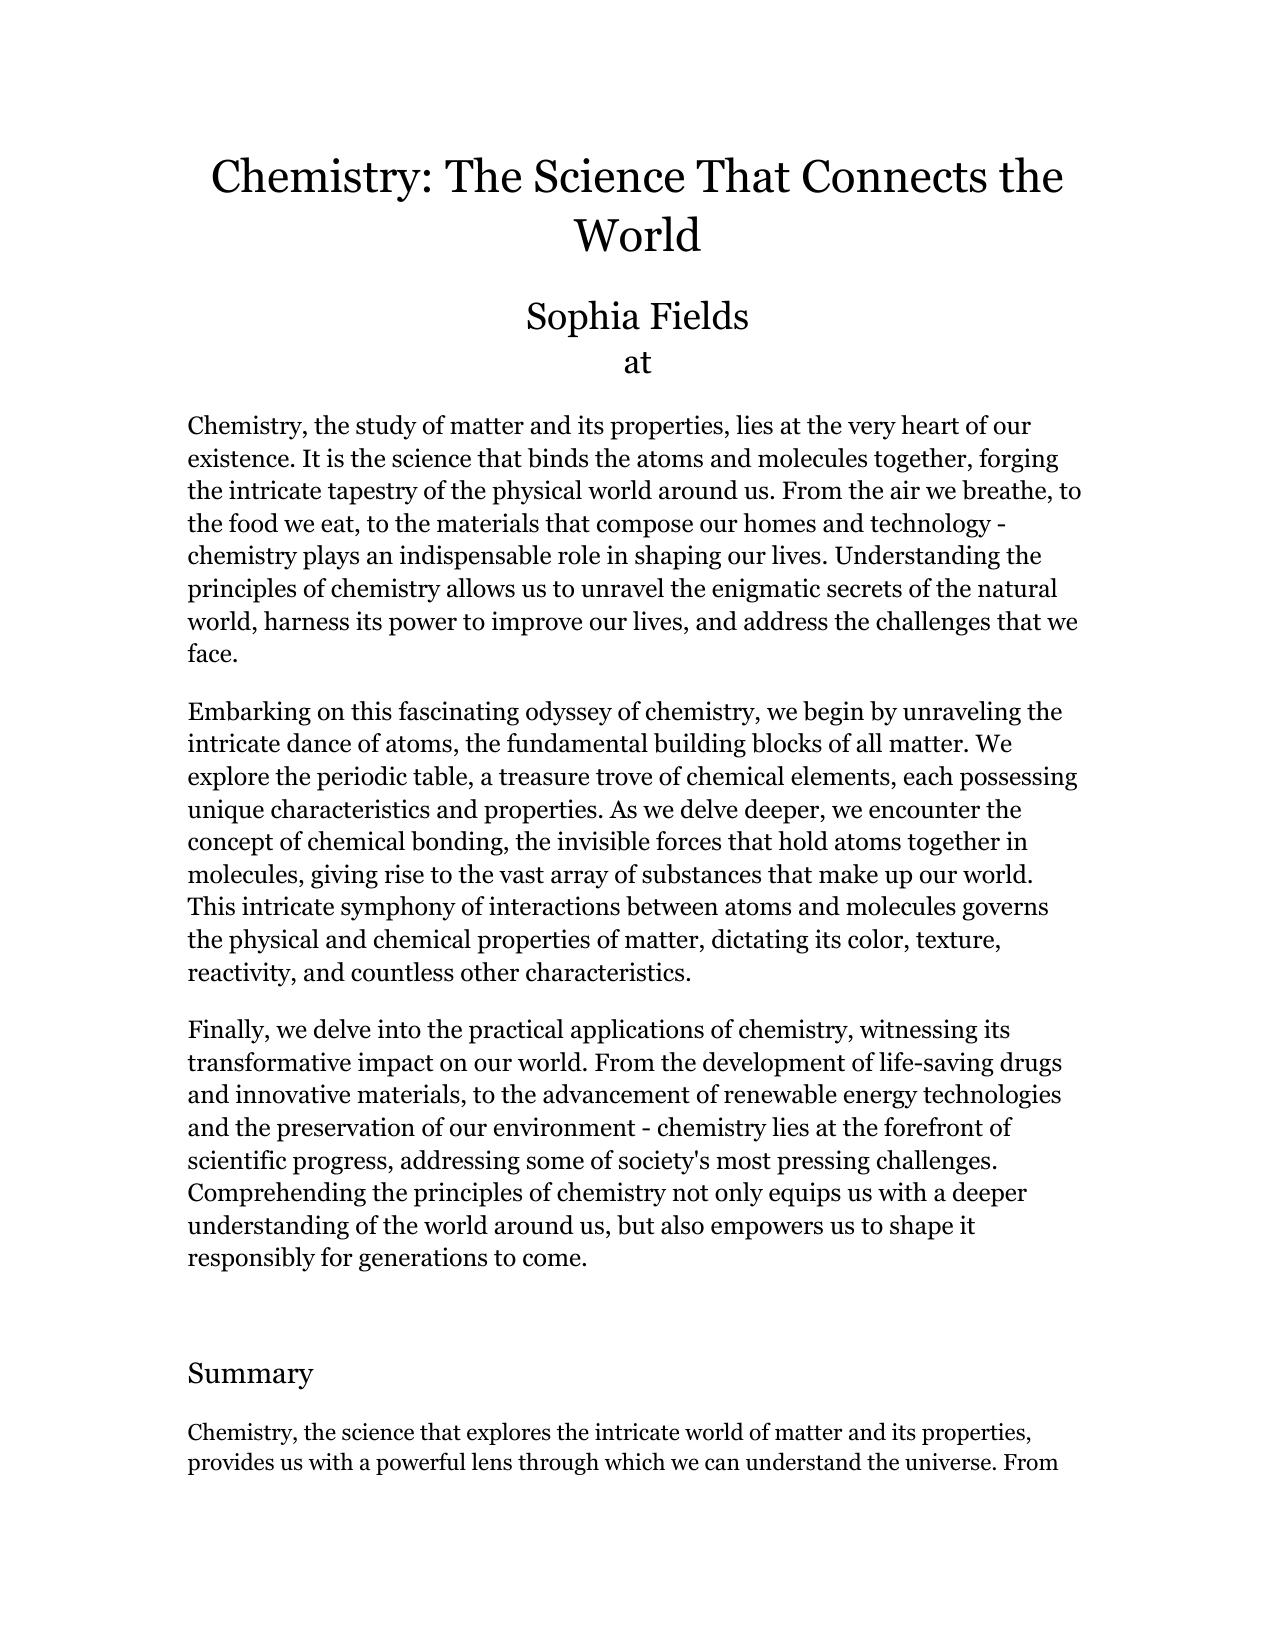 Chemistry: The Science That Connects the
World
Sophia Fields
at
Chemistry, the study of matter and its properties, lies at the very heart of our
existence. It is the science that binds the atoms and molecules together, forging
the intricate tapestry of the physical world around us. From the air we breathe, to
the food we eat, to the materials that compose our homes and technology -
chemistry plays an indispensable role in shaping our lives. Understanding the
principles of chemistry allows us to unravel the enigmatic secrets of the natural
world, harness its power to improve our lives, and address the challenges that we
face.
Embarking on this fascinating odyssey of chemistry, we begin by unraveling the
intricate dance of atoms, the fundamental building blocks of all matter. We
explore the periodic table, a treasure trove of chemical elements, each possessing
unique characteristics and properties. As we delve deeper, we encounter the
concept of chemical bonding, the invisible forces that hold atoms together in
molecules, giving rise to the vast array of substances that make up our world.
This intricate symphony of interactions between atoms and molecules governs
the physical and chemical properties of matter, dictating its color, texture,
reactivity, and countless other characteristics.
Finally, we delve into the practical applications of chemistry, witnessing its
transformative impact on our world. From the development of life-saving drugs
and innovative materials, to the advancement of renewable energy technologies
and the preservation of our environment - chemistry lies at the forefront of
scientific progress, addressing some of society's most pressing challenges.
Comprehending the principles of chemistry not only equips us with a deeper
understanding of the world around us, but also empowers us to shape it
responsibly for generations to come.
Summary
Chemistry, the science that explores the intricate world of matter and its properties,
provides us with a powerful lens through which we can understand the universe. From